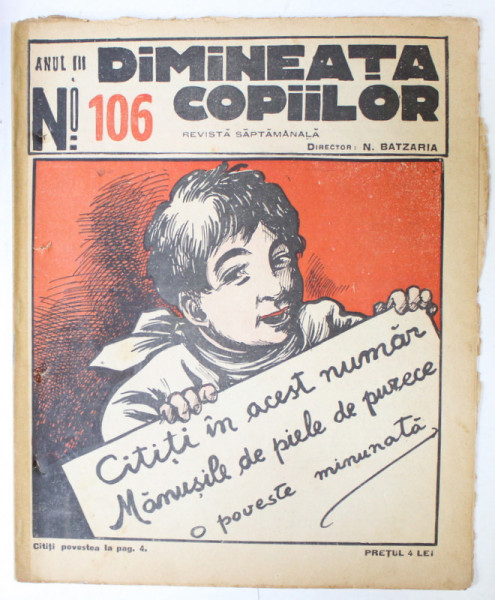 ANUL III
DIMINEAȚA
COPIILOR
No. 106
REVISTĂ SĂPTĂMÂNALĂ
DIRECTOR: N. BATZARIA
Citiți în acest număr
Mănușile de piele de purece
o poveste minunată
Citiți povestea la pag. 4.
PREȚUL 4 LEI